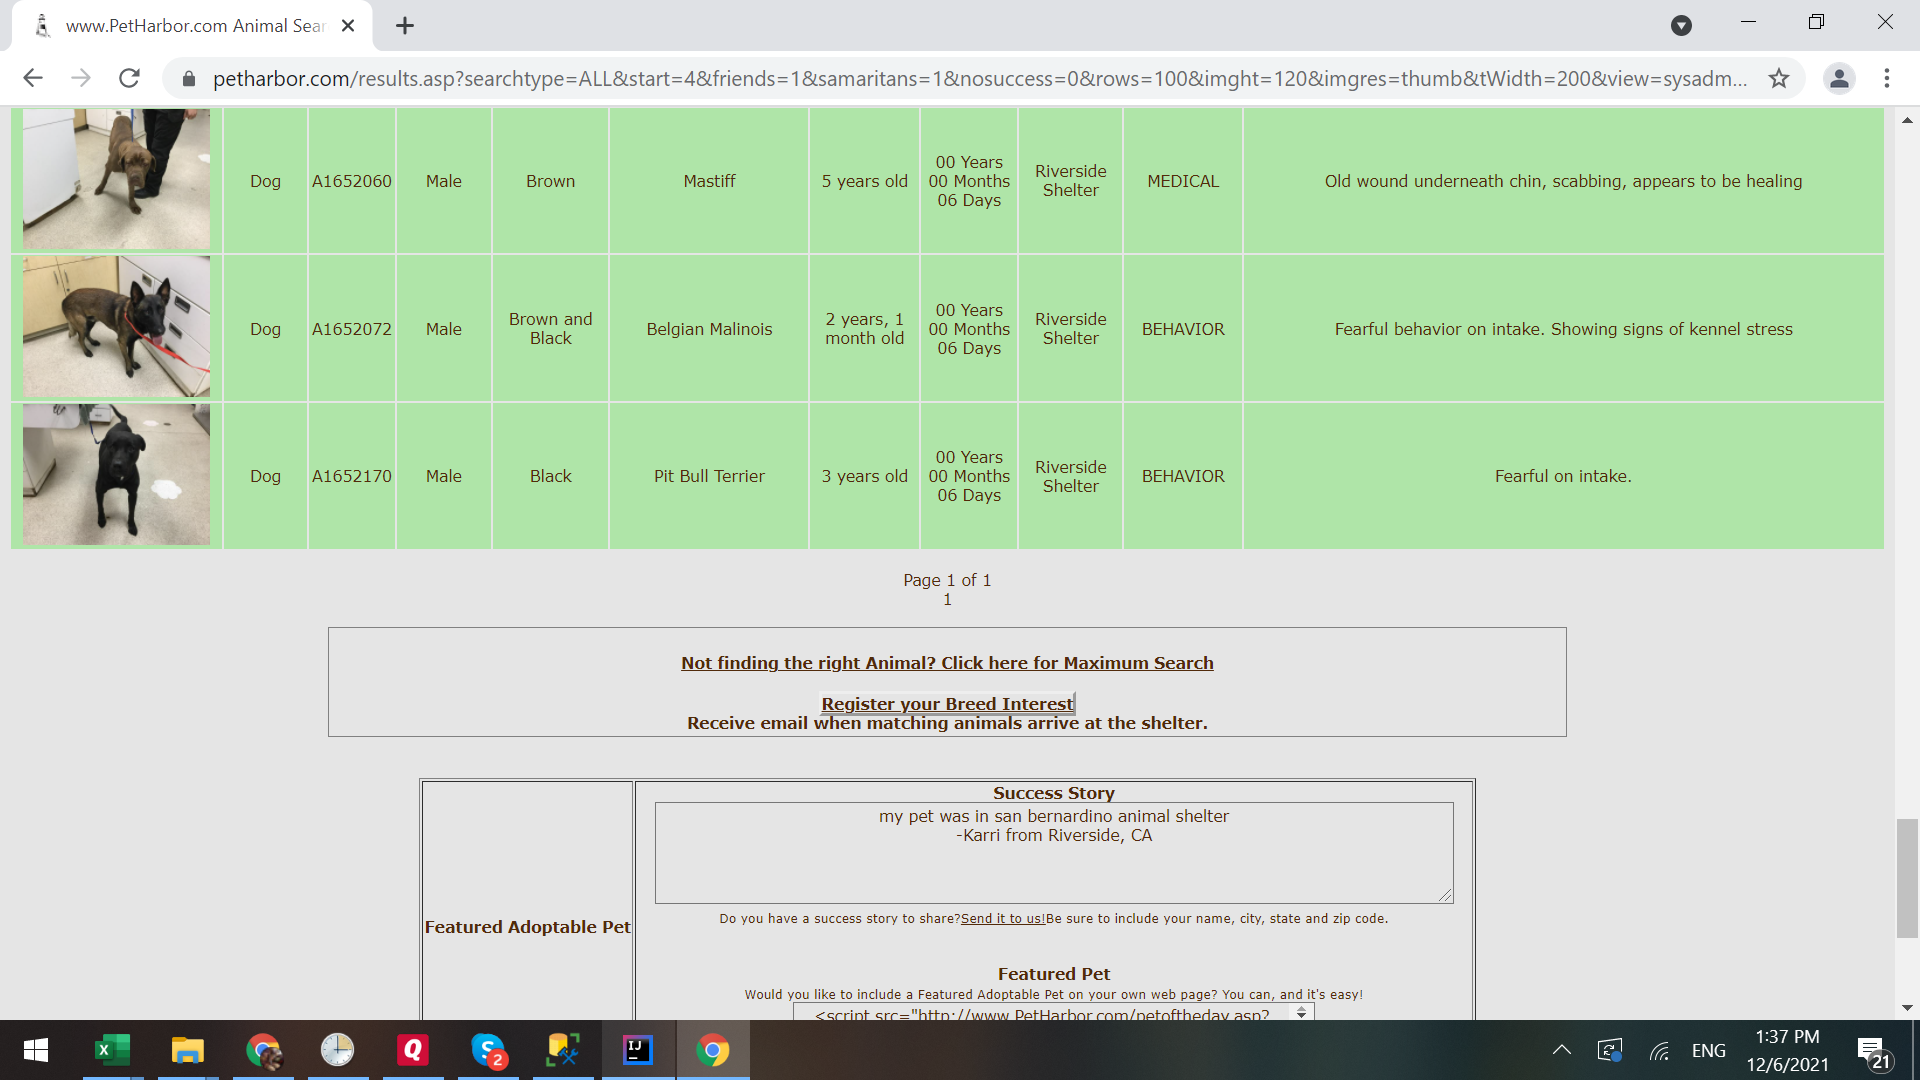 www.PetHarbor.com Animal Sear
petharbor.com/results.asp?searchtype=ALL&start=4&friends=1&samaritans=1&nosuccess=0&rows=100&imght=120&imgres=thumb&tWidth=200&view=sysadm...
Dog A1652060 Male Brown Mastiff 5 years old 00 Years 00 Months 06 Days Riverside Shelter MEDICAL Old wound underneath chin, scabbing, appears to be healing
Dog A1652072 Male Brown and Black Belgian Malinois 2 years, 1 month old 00 Years 00 Months 06 Days Riverside Shelter BEHAVIOR Fearful behavior on intake. Showing signs of kennel stress
Dog A1652170 Male Black Pit Bull Terrier 3 years old 00 Years 00 Months 06 Days Riverside Shelter BEHAVIOR Fearful on intake.
Page 1 of 1
1
Not finding the right Animal? Click here for Maximum Search
Register your Breed Interest
Receive email when matching animals arrive at the shelter.
Featured Adoptable Pet
Success Story
my pet was in san bernardino animal shelter
-Karri from Riverside, CA
Do you have a success story to share?Send it to us!Be sure to include your name, city, state and zip code.
Featured Pet
Would you like to include a Featured Adoptable Pet on your own web page? You can, and it's easy!
<script src="http://www.PetHarbor.com/petoftheday.asp?
X
Q
S
2
IJ
ENG
1:37 PM
12/6/2021
21